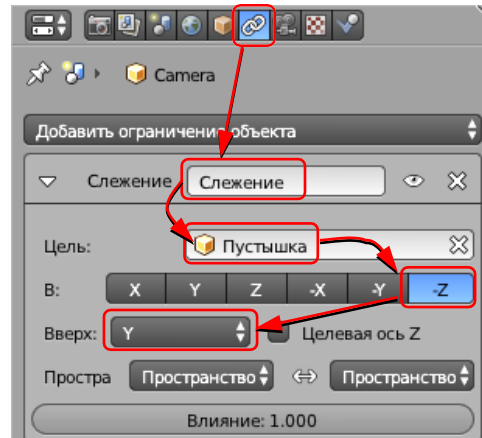 Camera
Добавить ограничение объекта
Слежение Слежение
Цель: Пустышка
В: X Y Z -X -Y -Z
Вверх: Y Целевая ось Z
Простра Пространство Пространство
Влияние: 1.000